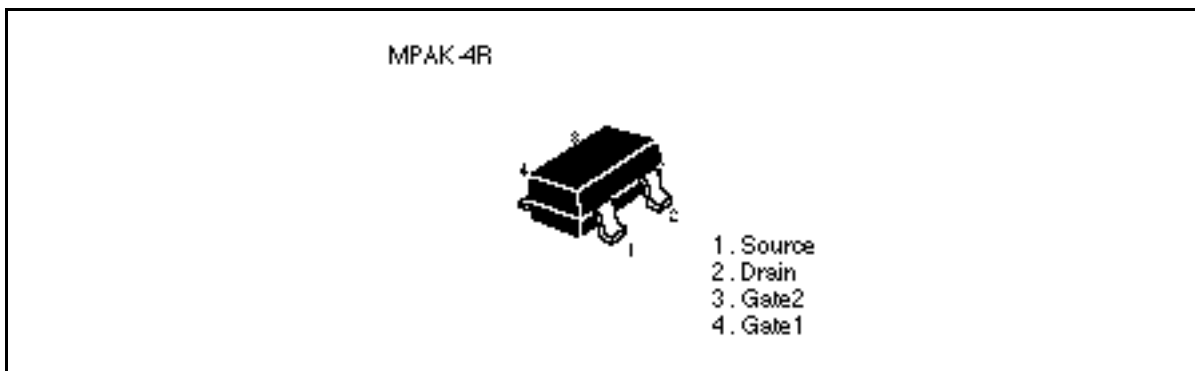 MPAK-4R
3
4
2
1
1. Source
2. Drain
3. Gate2
4. Gate1